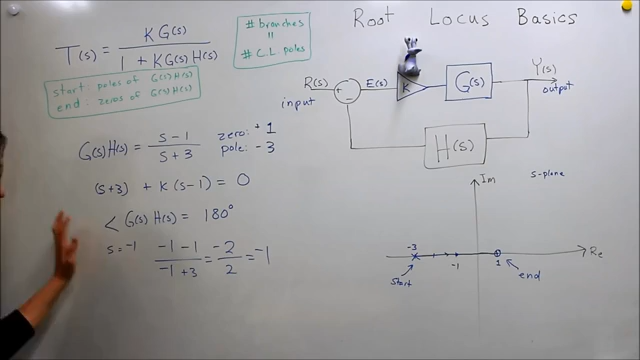 Root Locus Basics
T(s) = KG(s) / 1 + KG(s)H(s)
# branches
=
# C.L. poles
start: poles of G(s)H(s)
end: zeros of G(s)H(s)
G(s)H(s) = s-1 / s+3
zero: +1
pole: -3
(s+3) + K(s-1) = 0
< G(s)H(s) = 180°
s=-1
-1-1 / -1+3 = -2 / 2 = -1
R(s)
input
+
-
E(s)
K
G(s)
Y(s)
output
H(s)
Im
s-plane
-3
-1
1
Re
start
end